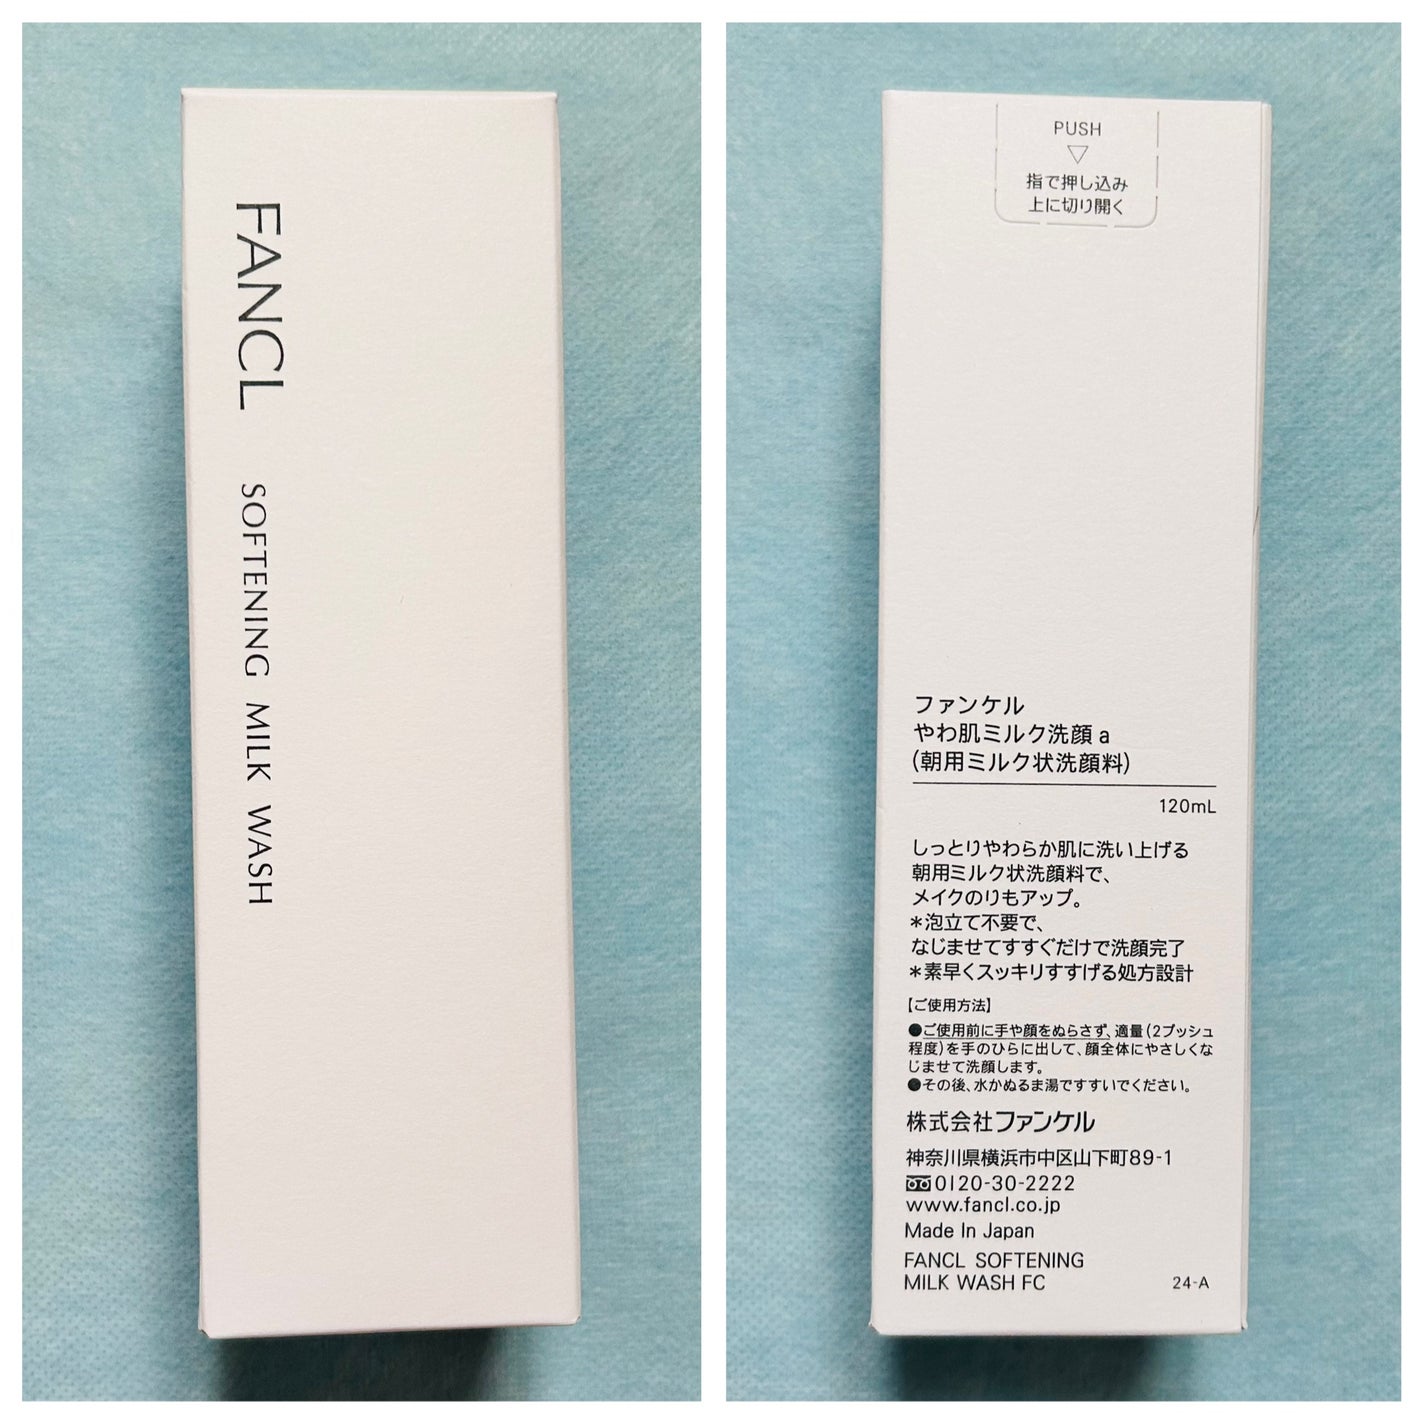 FANCL SOFTENING MILK WASH
PUSH
指で押し込み
上に切り開く
ファンケル
やわ肌ミルク洗顔 a
(朝用ミルク状洗顔料)
120mL
しっとりやわらか肌に洗い上げる
朝用ミルク状洗顔料で、
メイクのりもアップ。
*泡立て不要で、
なじませてすすぐだけで洗顔完了
*素早くスッキリすすげる処方設計
【ご使用方法】
●ご使用前に手や顔をぬらさず、適量(2プッシュ
程度)を手のひらに出して、顔全体にやさしくな
じませて洗顔します。
●その後、水かぬるま湯ですすいでください。
株式会社ファンケル
神奈川県横浜市中区山下町89-1
0120-30-2222
www.fancl.co.jp
Made In Japan
FANCL SOFTENING
MILK WASH FC 24-A